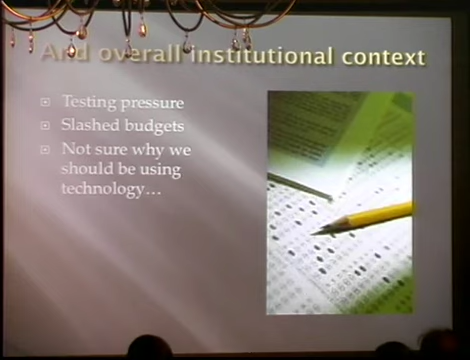 And overall institutional context
Testing pressure
Slashed budgets
Not sure why we
should be using
technology…